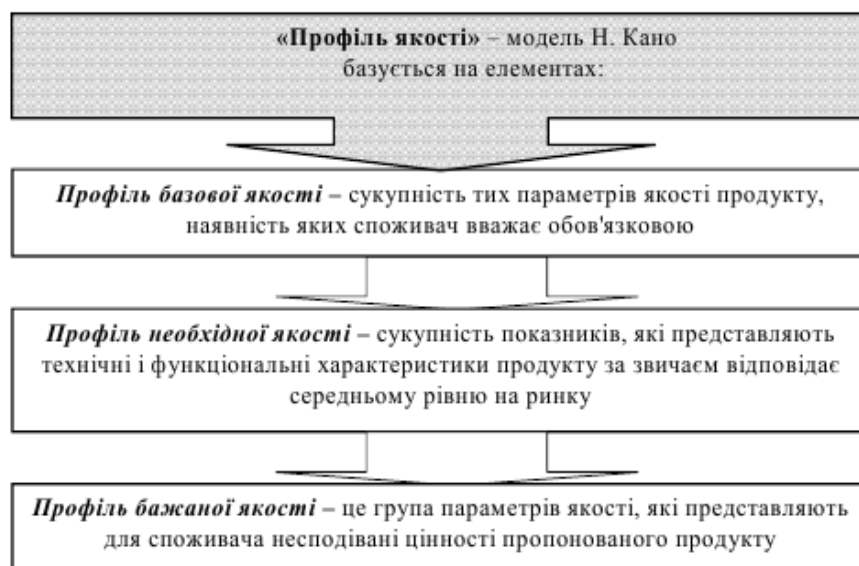 «Профіль якості» – модель Н. Кано
базується на елементах:
Профіль базової якості – сукупність тих параметрів якості продукту,
наявність яких споживач вважає обов'язковою
Профіль необхідної якості – сукупність показників, які представляють
технічні і функціональні характеристики продукту за звичаєм відповідає
середньому рівню на ринку
Профіль бажаної якості – це група параметрів якості, які представляють
для споживача несподівані цінності пропонованого продукту